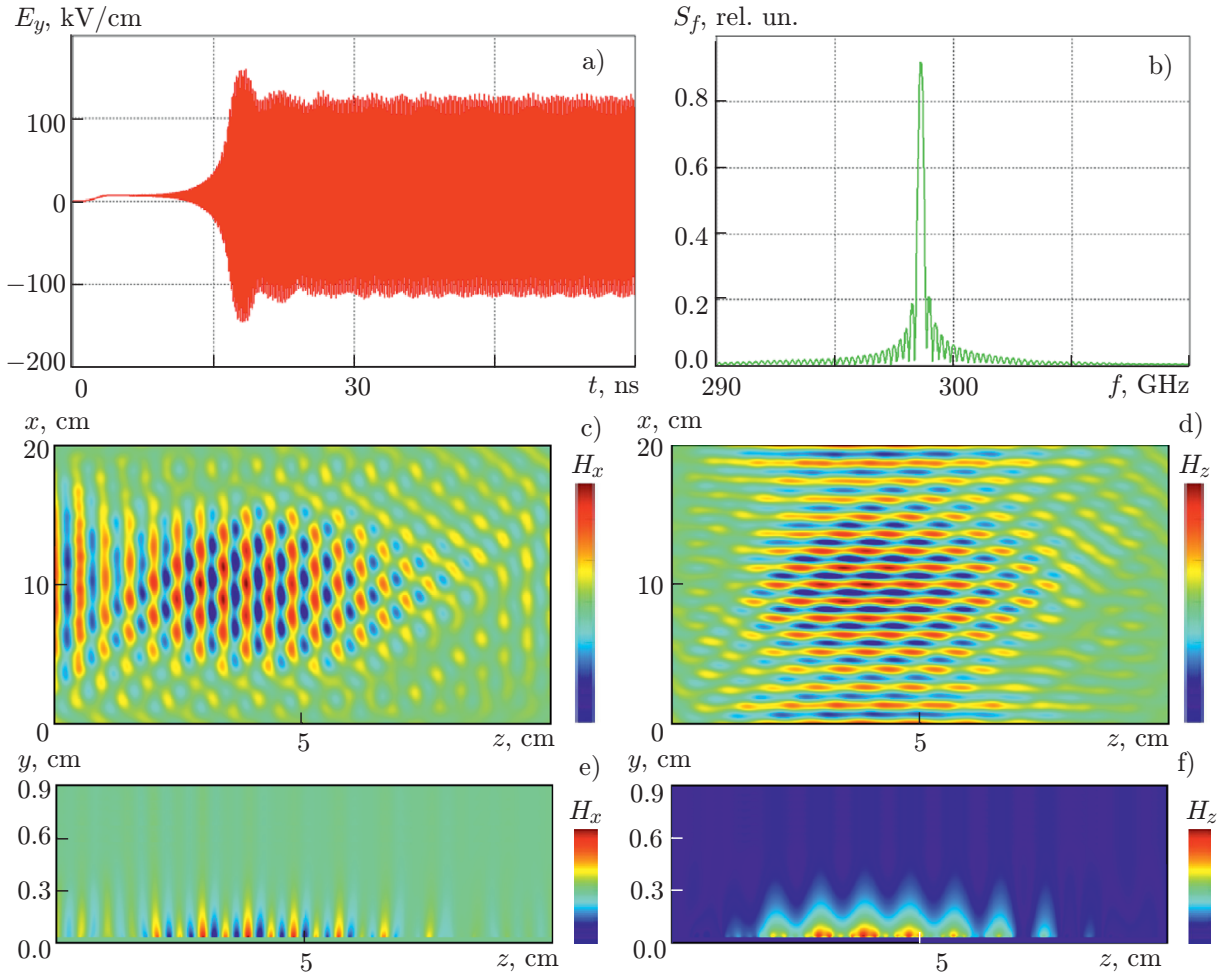 E_y, kV/cm
a)
100
0
−100
−200
0
30
t, ns
S_f, rel. un.
b)
0.8
0.6
0.4
0.2
0.0
290
300
f, GHz
x, cm
c)
20
H_x
10
0
5
z, cm
x, cm
d)
20
H_z
10
0
5
z, cm
y, cm
e)
0.9
H_x
0.6
0.3
0.0
5
z, cm
y, cm
f)
0.9
H_z
0.6
0.3
0.0
5
z, cm